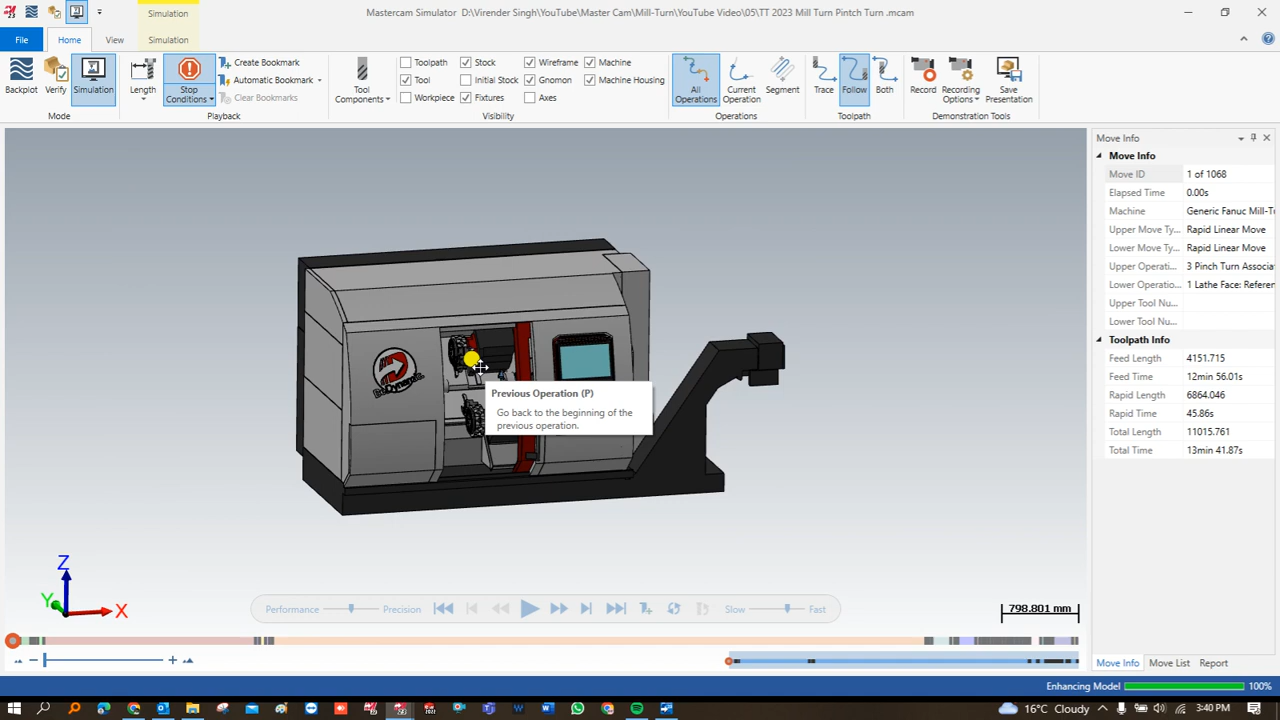 Simulation
Mastercam Simulator D:\Virender Singh\YouTube\Master Cam\Mill-Turn\YouTube Video\05\TT 2023 Mill Turn Pintch Turn .mcam
File
Home
View
Simulation
Backplot
Verify
Simulation
Mode
Length
Stop Conditions
Create Bookmark
Automatic Bookmark
Clear Bookmarks
Playback
Tool Components
Toolpath
Stock
Wireframe
Machine
Tool
Initial Stock
Gnomon
Machine Housing
Workpiece
Fixtures
Axes
Visibility
All Operations
Current Operation
Segment
Operations
Trace
Follow
Both
Toolpath
Record
Recording Options
Save Presentation
Demonstration Tools
Move Info
Move Info
Move ID 1 of 1068
Elapsed Time 0.00s
Machine Generic Fanuc Mill-T
Upper Move Ty... Rapid Linear Move
Lower Move Ty... Rapid Linear Move
Upper Operati... 3 Pinch Turn Associa
Lower Operatio... 1 Lathe Face: Referen
Upper Tool Nu...
Lower Tool Nu...
Toolpath Info
Feed Length 4151.715
Feed Time 12min 56.01s
Rapid Length 6864.046
Rapid Time 45.86s
Total Length 11015.761
Total Time 13min 41.87s
Previous Operation (P)
Go back to the beginning of the
previous operation.
Z
Y
X
Performance
Precision
Slow
Fast
798.801 mm
Move Info
Move List
Report
Enhancing Model 100%
16°C Cloudy
3:40 PM